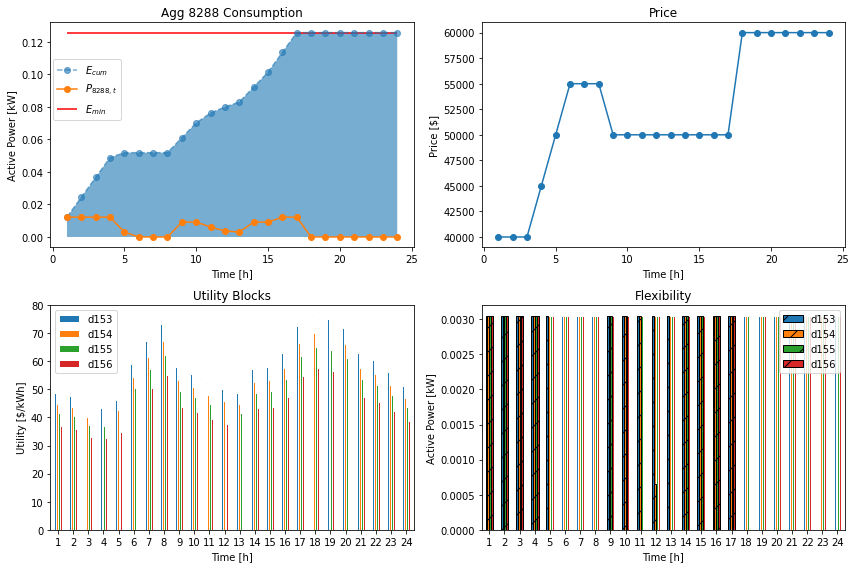 Agg 8288 Consumption
Active Power [kW]
0.12
0.10
0.08
0.06
0.04
0.02
0.00
E_cum
P_8288, t
E_min
0 5 10 15 20 25
Time [h]
Price
Price [$]
60000
57500
55000
52500
50000
47500
45000
42500
40000
0 5 10 15 20 25
Time [h]
Utility Blocks
Utility [$/kWh]
80
70
60
50
40
30
20
10
0
d153
d154
d155
d156
1 2 3 4 5 6 7 8 9 10 11 12 13 14 15 16 17 18 19 20 21 22 23 24
Time [h]
Flexibility
Active Power [kW]
0.0030
0.0025
0.0020
0.0015
0.0010
0.0005
0.0000
d153
d154
d155
d156
1 2 3 4 5 6 7 8 9 10 11 12 13 14 15 16 17 18 19 20 21 22 23 24
Time [h]